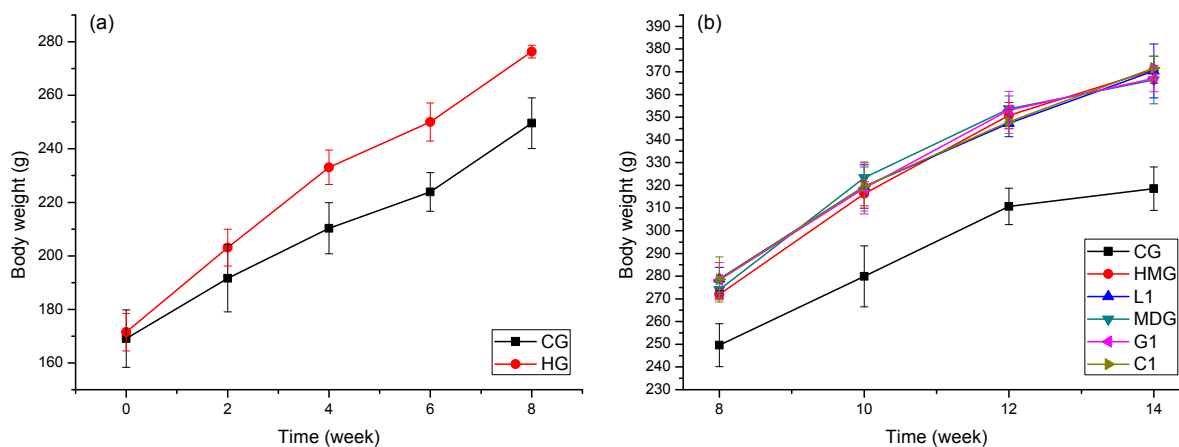 (a)
280
260
240
220
200
180
160
Body weight (g)
0 2 4 6 8
Time (week)
CG
HG
(b)
390
380
370
360
350
340
330
320
310
300
290
280
270
260
250
240
230
Body weight (g)
8 10 12 14
Time (week)
CG
HMG
L1
MDG
G1
C1